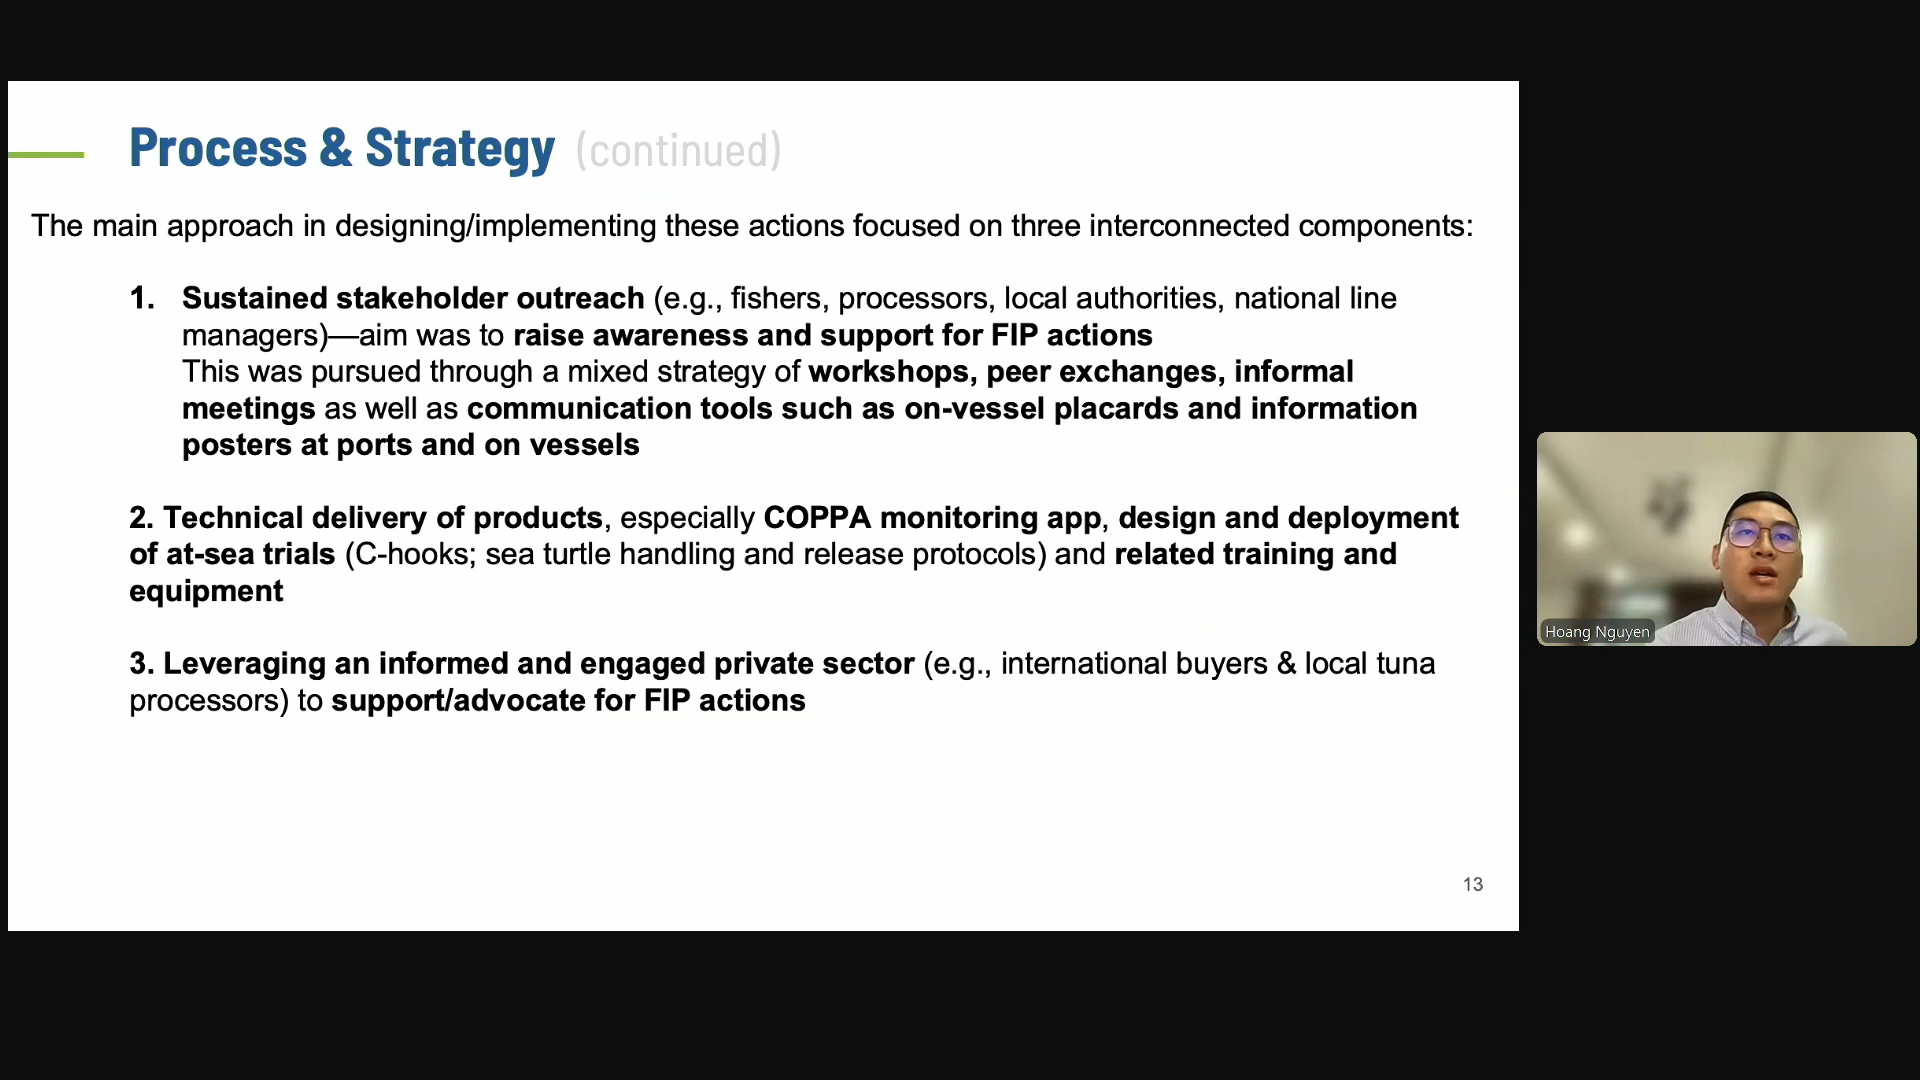 Process & Strategy (continued)
The main approach in designing/implementing these actions focused on three interconnected components:
1. Sustained stakeholder outreach (e.g., fishers, processors, local authorities, national line
managers)—aim was to raise awareness and support for FIP actions
This was pursued through a mixed strategy of workshops, peer exchanges, informal
meetings as well as communication tools such as on-vessel placards and information
posters at ports and on vessels
2. Technical delivery of products, especially COPPA monitoring app, design and deployment
of at-sea trials (C-hooks; sea turtle handling and release protocols) and related training and
equipment
3. Leveraging an informed and engaged private sector (e.g., international buyers & local tuna
processors) to support/advocate for FIP actions
13
Hoang Nguyen